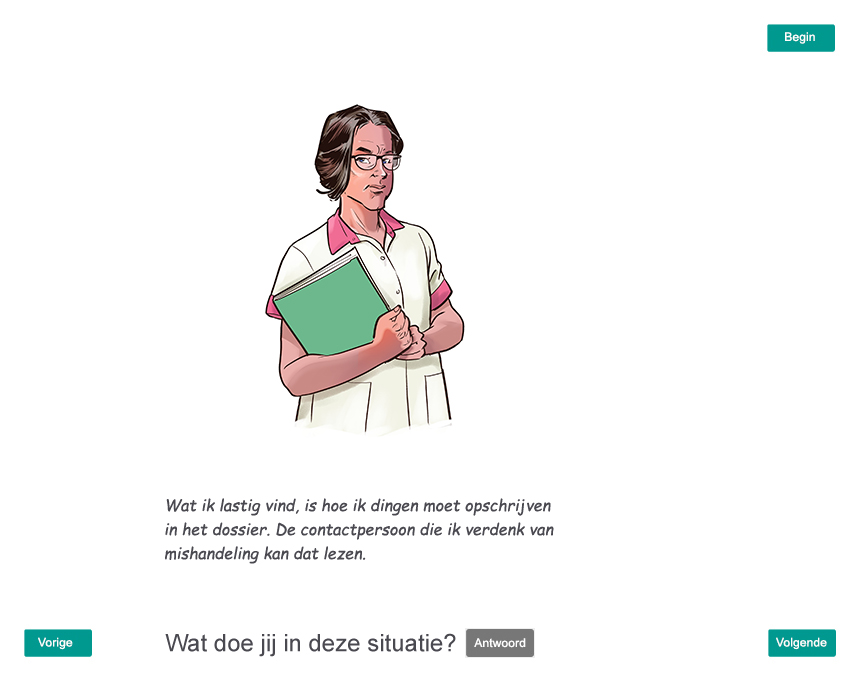 Begin
Wat ik lastig vind, is hoe ik dingen moet opschrijven
in het dossier. De contactpersoon die ik verdenk van
mishandeling kan dat lezen.
Vorige
Wat doe jij in deze situatie?
Antwoord
Volgende